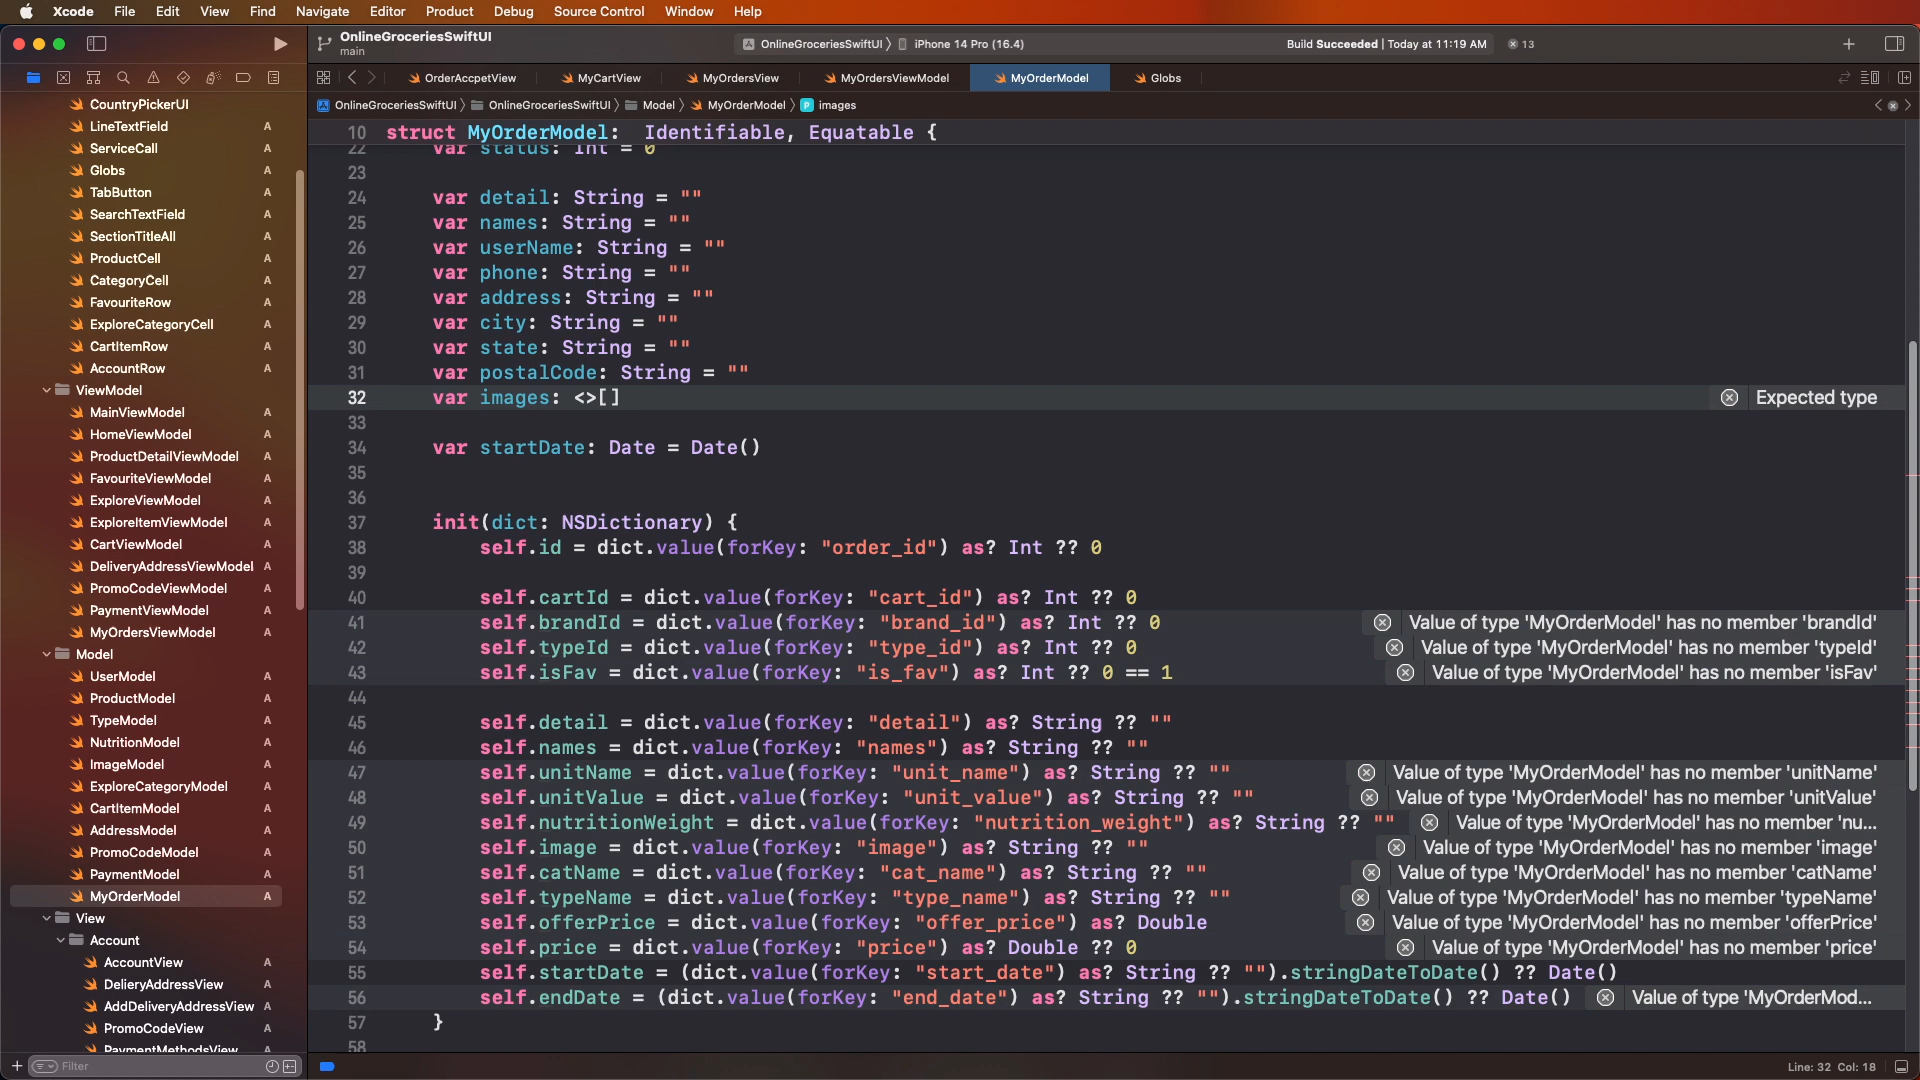 Xcode File Edit View Find Navigate Editor Product Debug Source Control Window Help
OnlineGroceriesSwiftUI
main
OnlineGroceriesSwiftUI 〉 iPhone 14 Pro (16.4)
Build Succeeded | Today at 11:19 AM
13
OrderAccpetView
MyCartView
MyOrdersView
MyOrdersViewModel
MyOrderModel
Globs
OnlineGroceriesSwiftUI 〉 OnlineGroceriesSwiftUI 〉 Model 〉 MyOrderModel 〉 P images
CountryPickerUI
LineTextField A
ServiceCall A
Globs A
TabButton A
SearchTextField A
SectionTitleAll A
ProductCell A
CategoryCell A
FavouriteRow A
ExploreCategoryCell A
CartItemRow A
AccountRow A
ViewModel
MainViewModel A
HomeViewModel A
ProductDetailViewModel A
FavouriteViewModel A
ExploreViewModel A
ExploreItemViewModel A
CartViewModel A
DeliveryAddressViewModel A
PromoCodeViewModel A
PaymentViewModel A
MyOrdersViewModel A
Model
UserModel A
ProductModel A
TypeModel A
NutritionModel A
ImageModel A
ExploreCategoryModel A
CartItemModel A
AddressModel A
PromoCodeModel A
PaymentModel A
MyOrderModel A
View
Account
AccountView A
DelieryAddressView A
AddDeliveryAddressView A
PromoCodeView A
PaymentMethodsView A
Filter
10 struct MyOrderModel: Identifiable, Equatable {
22 var status: Int = 0
23
24 var detail: String = ""
25 var names: String = ""
26 var userName: String = ""
27 var phone: String = ""
28 var address: String = ""
29 var city: String = ""
30 var state: String = ""
31 var postalCode: String = ""
32 var images: <>[] Expected type
33
34 var startDate: Date = Date()
35
36
37 init(dict: NSDictionary) {
38 self.id = dict.value(forKey: "order_id") as? Int ?? 0
39
40 self.cartId = dict.value(forKey: "cart_id") as? Int ?? 0
41 self.brandId = dict.value(forKey: "brand_id") as? Int ?? 0 Value of type 'MyOrderModel' has no member 'brandId'
42 self.typeId = dict.value(forKey: "type_id") as? Int ?? 0 Value of type 'MyOrderModel' has no member 'typeId'
43 self.isFav = dict.value(forKey: "is_fav") as? Int ?? 0 == 1 Value of type 'MyOrderModel' has no member 'isFav'
44
45 self.detail = dict.value(forKey: "detail") as? String ?? ""
46 self.names = dict.value(forKey: "names") as? String ?? ""
47 self.unitName = dict.value(forKey: "unit_name") as? String ?? "" Value of type 'MyOrderModel' has no member 'unitName'
48 self.unitValue = dict.value(forKey: "unit_value") as? String ?? "" Value of type 'MyOrderModel' has no member 'unitValue'
49 self.nutritionWeight = dict.value(forKey: "nutrition_weight") as? String ?? "" Value of type 'MyOrderModel' has no member 'nu...
50 self.image = dict.value(forKey: "image") as? String ?? "" Value of type 'MyOrderModel' has no member 'image'
51 self.catName = dict.value(forKey: "cat_name") as? String ?? "" Value of type 'MyOrderModel' has no member 'catName'
52 self.typeName = dict.value(forKey: "type_name") as? String ?? "" Value of type 'MyOrderModel' has no member 'typeName'
53 self.offerPrice = dict.value(forKey: "offer_price") as? Double Value of type 'MyOrderModel' has no member 'offerPrice'
54 self.price = dict.value(forKey: "price") as? Double ?? 0 Value of type 'MyOrderModel' has no member 'price'
55 self.startDate = (dict.value(forKey: "start_date") as? String ?? "").stringDateToDate() ?? Date()
56 self.endDate = (dict.value(forKey: "end_date") as? String ?? "").stringDateToDate() ?? Date() Value of type 'MyOrderMod...
57 }
58
Line: 32 Col: 18